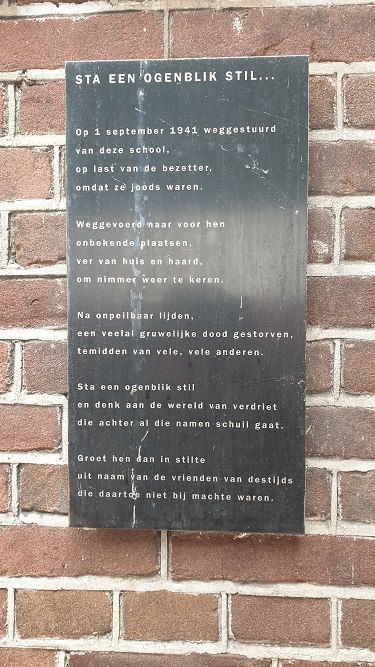 STA EEN OGENBLIK STIL...
Op 1 september 1941 weggestuurd
van deze school,
op last van de bezetter,
omdat ze joods waren.
Weggevoerd naar voor hen
onbekende plaatsen,
ver van huis en haard,
om nimmer weer te keren.
Na onpeilbaar lijden,
een veelal gruwelijke dood gestorven,
temidden van vele, vele anderen.
Sta een ogenblik stil
en denk aan de wereld van verdriet
die achter al die namen schuil gaat.
Groet hen dan in stilte
uit naam van de vrienden van destijds
die daartoe niet bij machte waren.